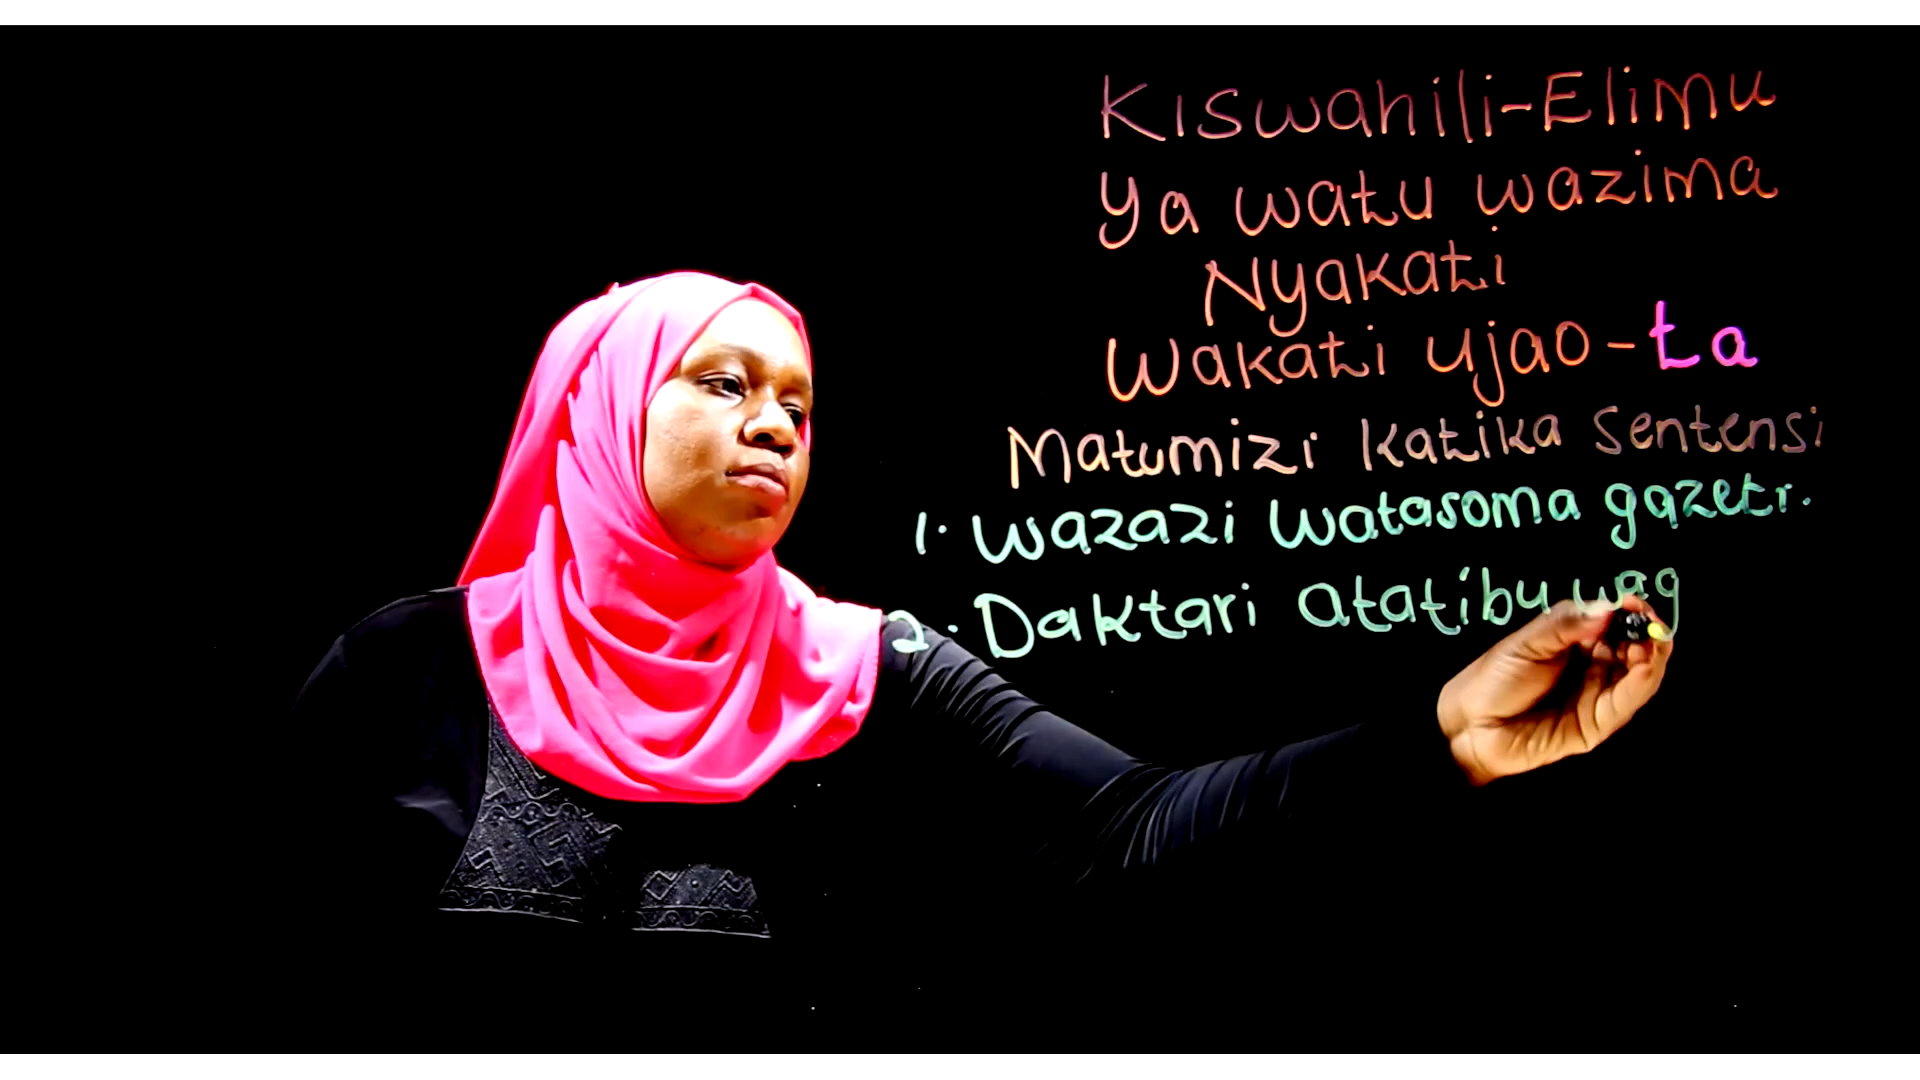 Kiswahili-Elimu
Ya watu wazima
Nyakati
Wakati ujao-ta
Matumizi katika sentensi
1. Wazazi watasoma gazeti.
2. Daktari atatibu wag